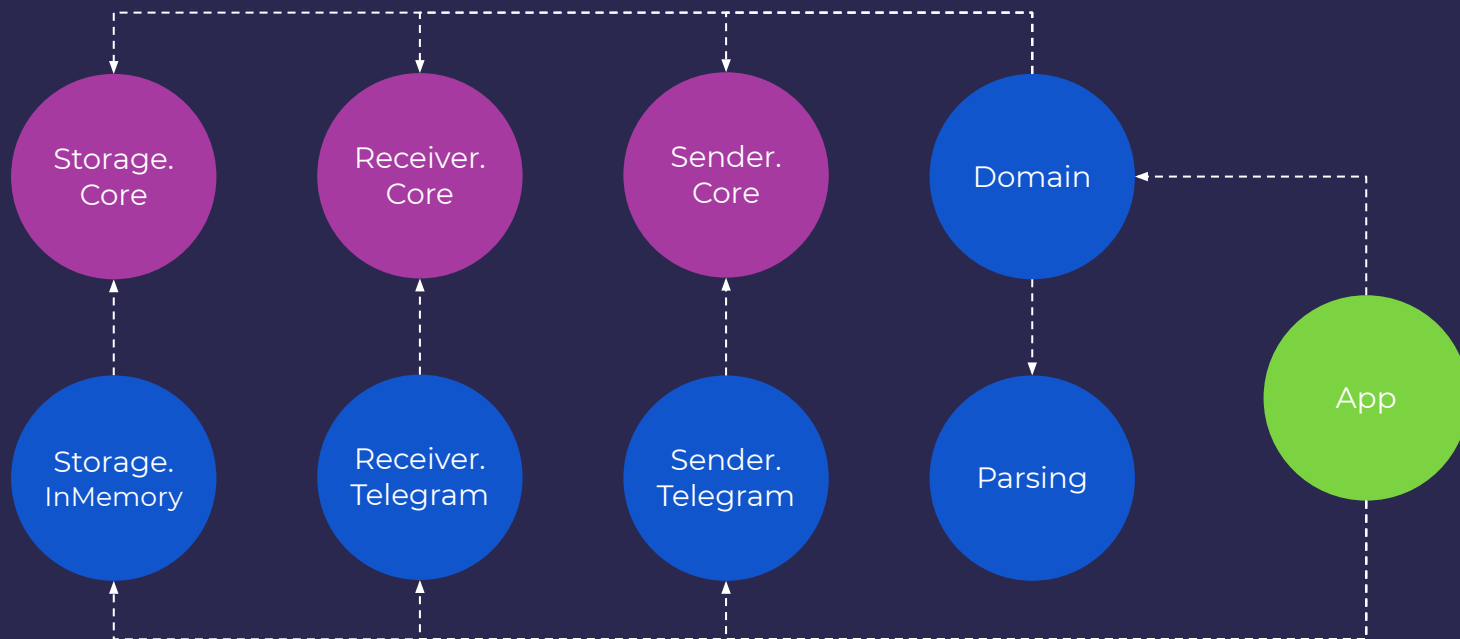 Storage.
Core
Receiver.
Core
Sender.
Core
Domain
App
Storage.
InMemory
Receiver.
Telegram
Sender.
Telegram
Parsing